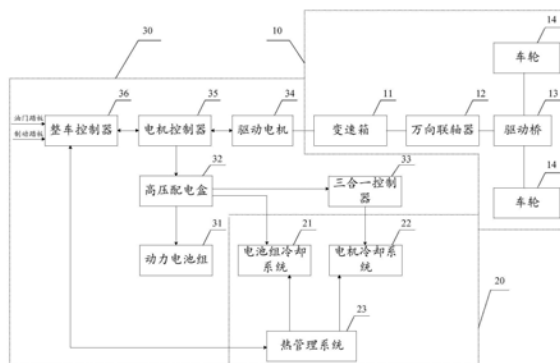 30
10
14
车轮
36
35
34
11
12
13
油门踏板
制动踏板
整车控制器
电机控制器
驱动电机
变速箱
万向联轴器
驱动桥
32
33
14
高压配电盒
三合一控制
器
车轮
31
21
22
动力电池组
电池组冷却
系统
电机冷却系
统
23
20
热管理系统